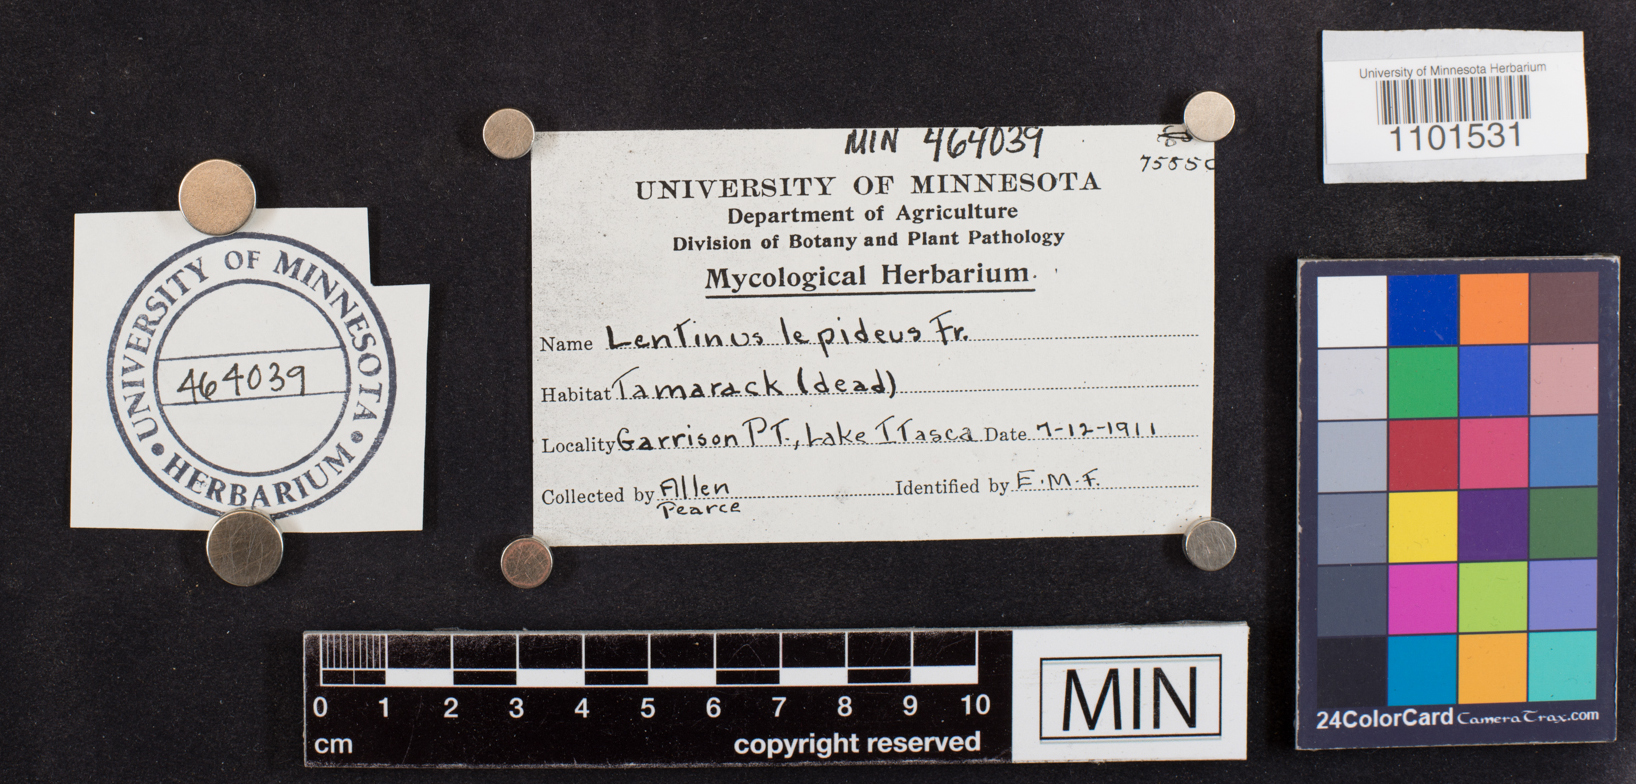 UNIVERSITY OF MINNESOTA
• HERBARIUM •
464039
MIN 464039
UNIVERSITY OF MINNESOTA
Department of Agriculture
Division of Botany and Plant Pathology
Mycological Herbarium.
Name Lentinus lepideus Fr.
Habitat Tamarack (dead)
Locality Garrison PT., Lake ITasca Date 7-12-1911
Collected by Allen Identified by E.M.F.
Pearce
University of Minnesota Herbarium
1101531
0 1 2 3 4 5 6 7 8 9 10
cm copyright reserved
MIN
24ColorCard CameraTrax.com